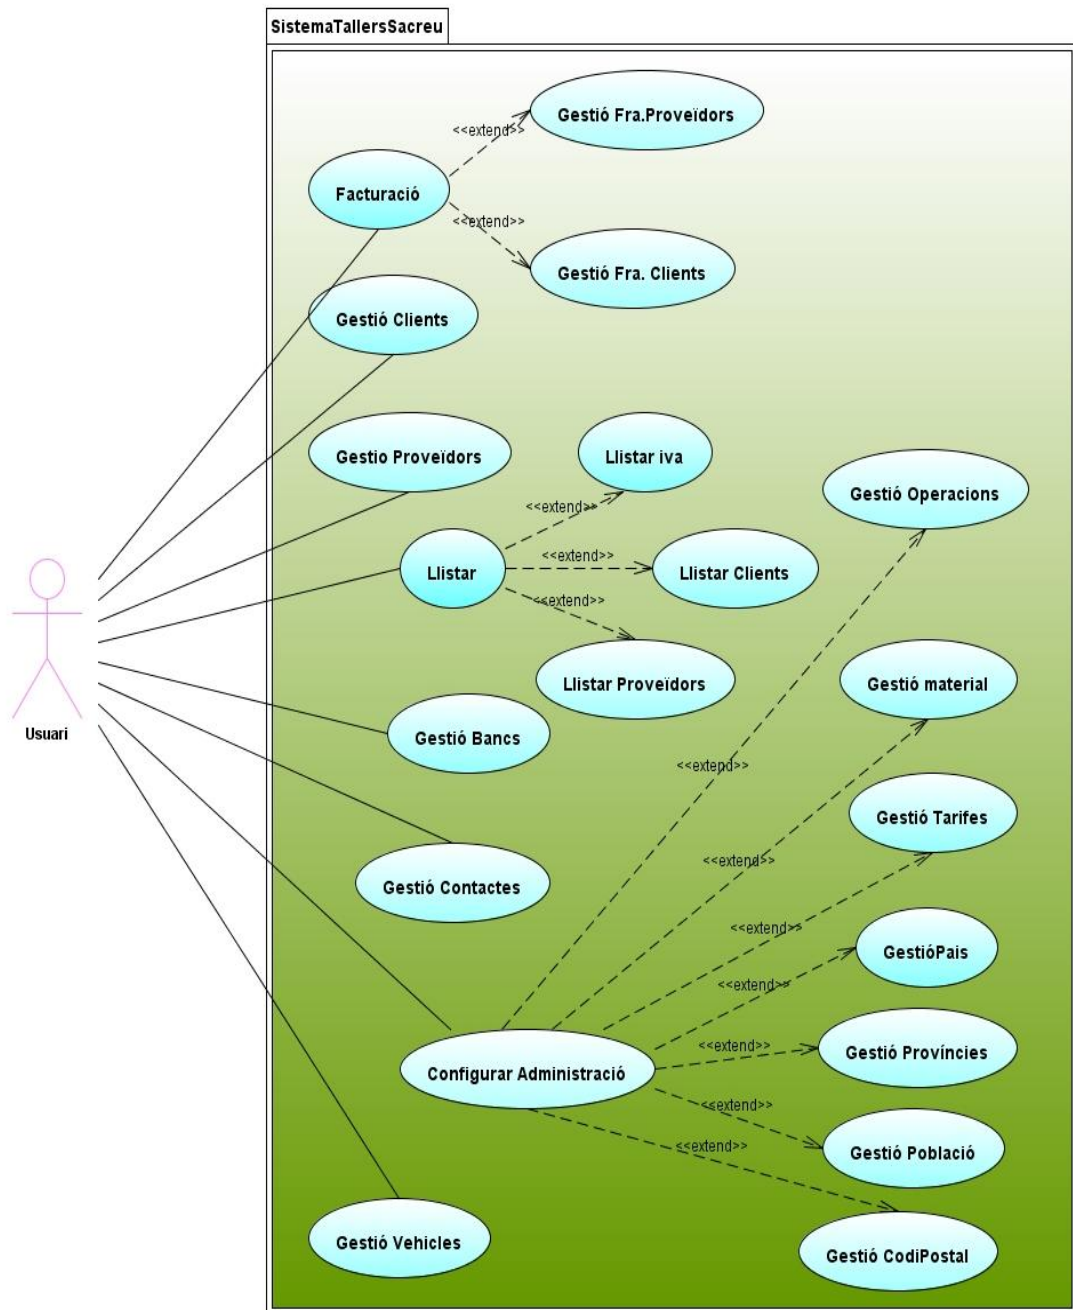 SistemaTallersSacreu
Gestió Fra.Proveïdors
<<extend>>
Facturació
<<extend>>
Gestió Fra. Clients
Gestió Clients
Gestio Proveïdors
Llistar iva
Gestió Operacions
<<extend>>
<<extend>>
Llistar
Llistar Clients
<<extend>>
Llistar Proveïdors
Gestió material
Usuari
Gestió Bancs
<<extend>>
Gestió Tarifes
<<extend>>
Gestió Contactes
<<extend>>
GestióPais
<<extend>>
<<extend>>
Gestió Províncies
Configurar Administració
<<extend>>
<<extend>>
Gestió Població
Gestió Vehicles
Gestió CodiPostal